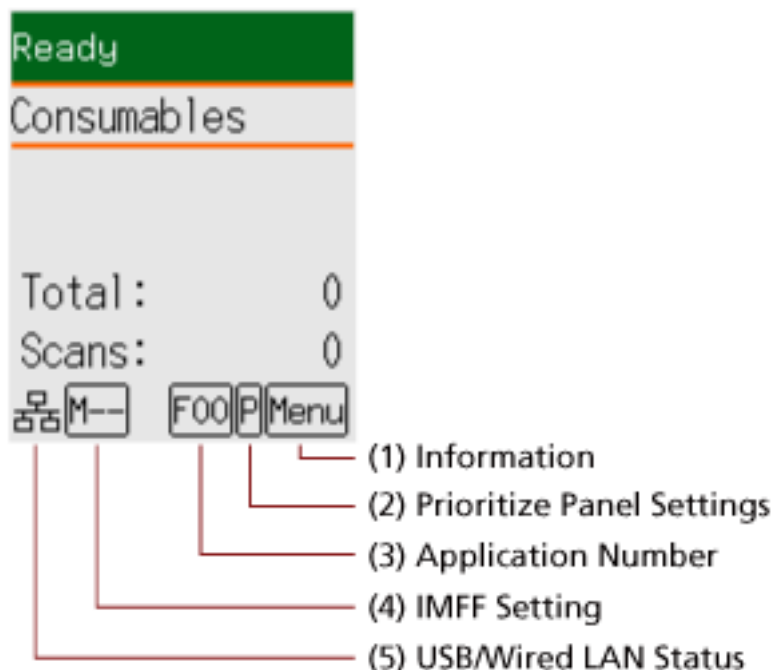 Ready
Consumables
Total: 0
Scans: 0
M-- F00 P Menu
(1) Information
(2) Prioritize Panel Settings
(3) Application Number
(4) IMFF Setting
(5) USB/Wired LAN Status